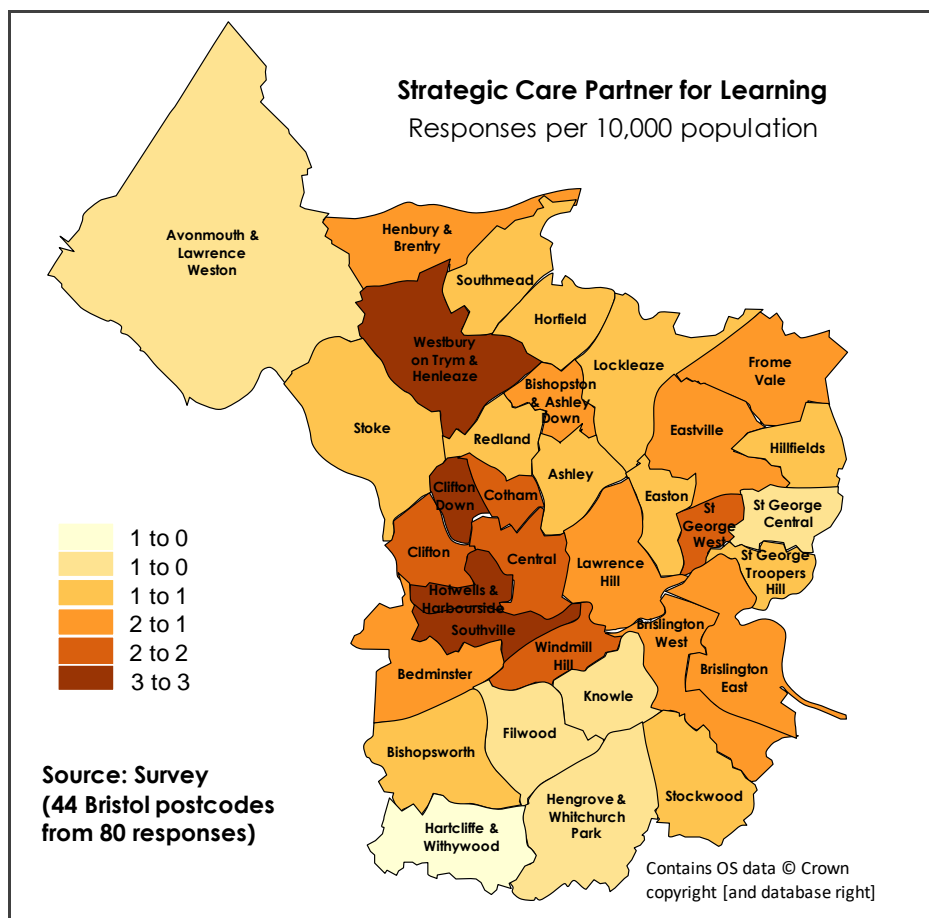 Strategic Care Partner for Learning
Responses per 10,000 population
Avonmouth &
Lawrence
Weston
Henbury &
Brentry
Southmead
Horfield
Westbury
on Trym &
Henleaze
Lockleaze
Frome
Vale
Bishopston
& Ashley
Down
Stoke
Redland
Eastville
Hillfields
Ashley
Clifton
Down
Cotham
Easton
St
George
West
St George
Central
Clifton
Central
Lawrence
Hill
St George
Troopers
Hill
Hotwells &
Harbourside
Southville
Windmill
Hill
Brislington
West
Brislington
East
Bedminster
Knowle
Filwood
Bishopsworth
Stockwood
Hengrove &
Whitchurch
Park
Hartcliffe &
Withywood
1 to 0
1 to 0
1 to 1
2 to 1
2 to 2
3 to 3
Source: Survey
(44 Bristol postcodes
from 80 responses)
Contains OS data © Crown
copyright [and database right]